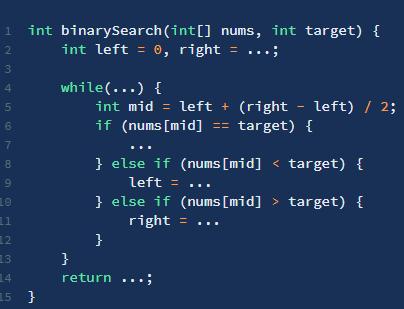 1 int binarySearch(int[] nums, int target) {
2     int left = 0, right = ...;
3
4     while(...) {
5         int mid = left + (right - left) / 2;
6         if (nums[mid] == target) {
7             ...
8         } else if (nums[mid] < target) {
9             left = ...
10         } else if (nums[mid] > target) {
11             right = ...
12         }
13     }
14     return ...;
15 }